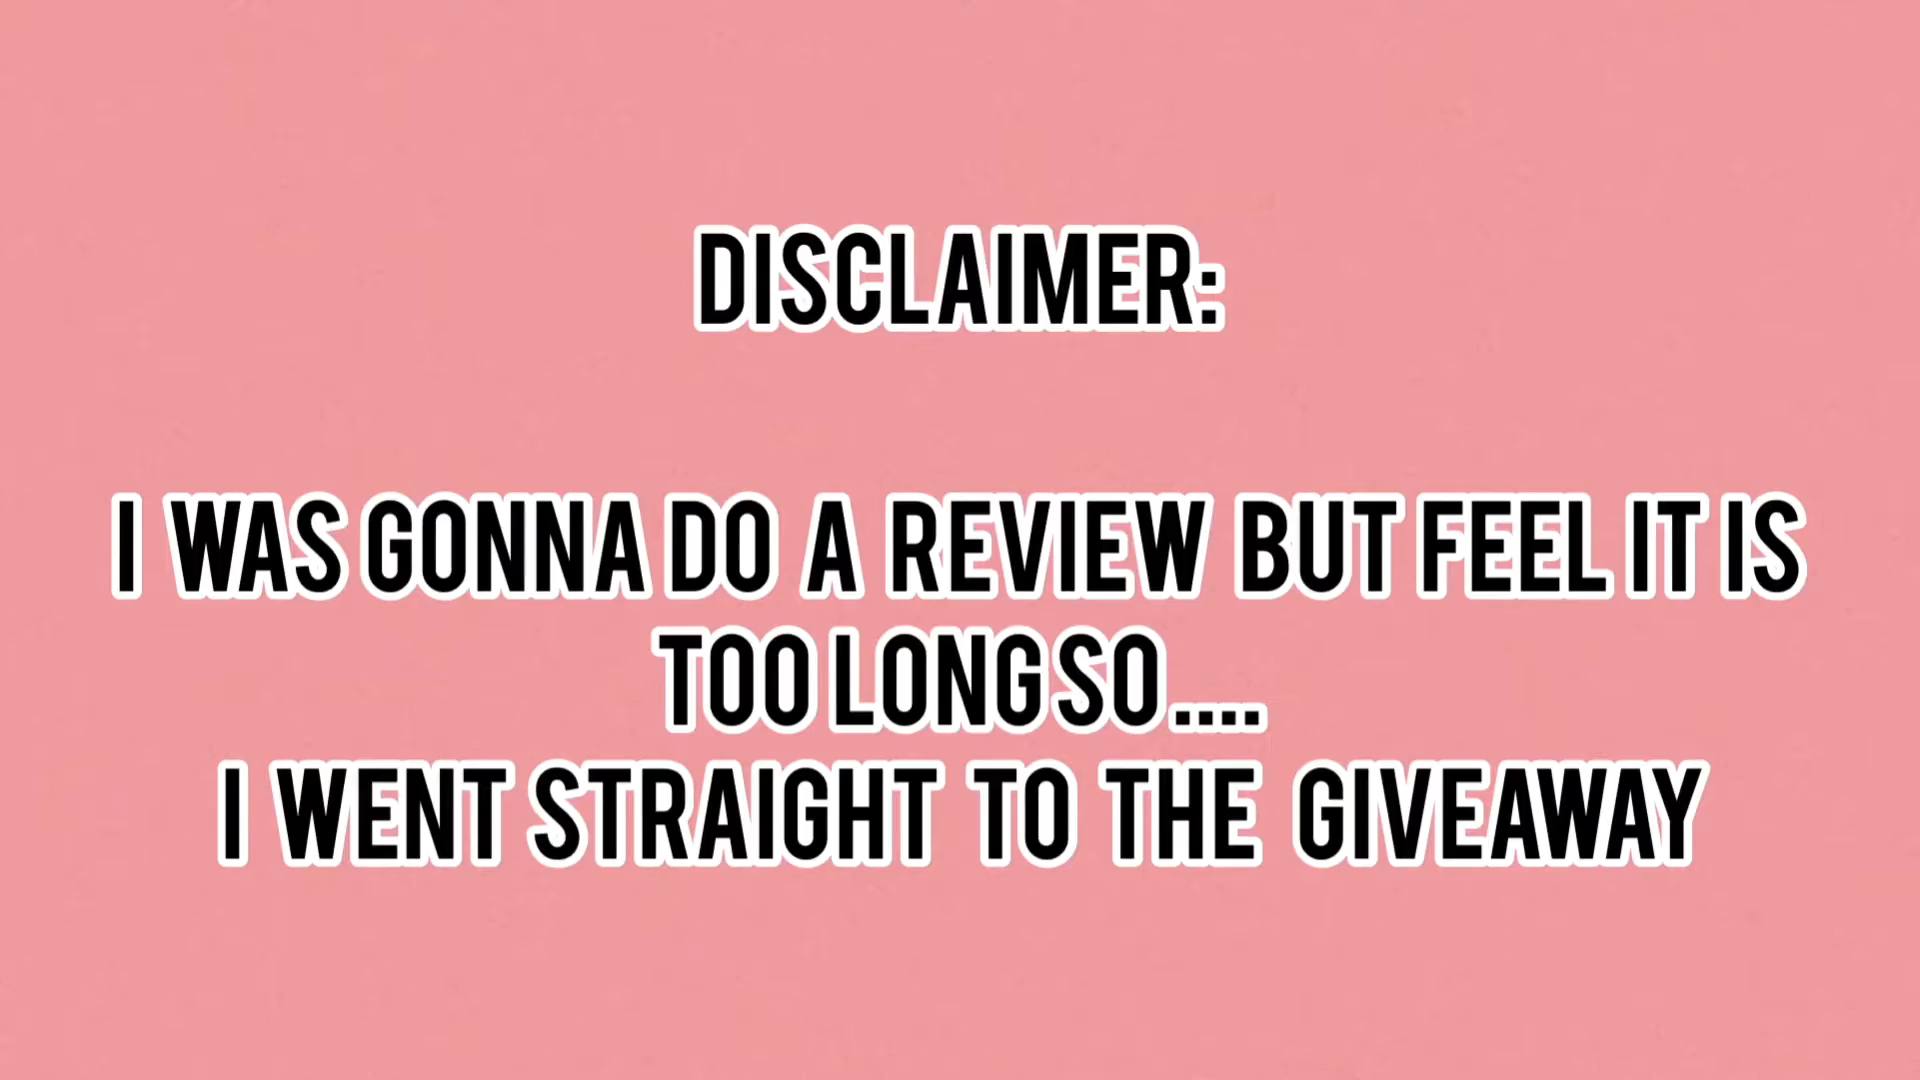 DISCLAIMER:
I WAS GONNA DO A REVIEW BUT FEEL IT IS
TOO LONG SO ....
I WENT STRAIGHT TO THE GIVEAWAY